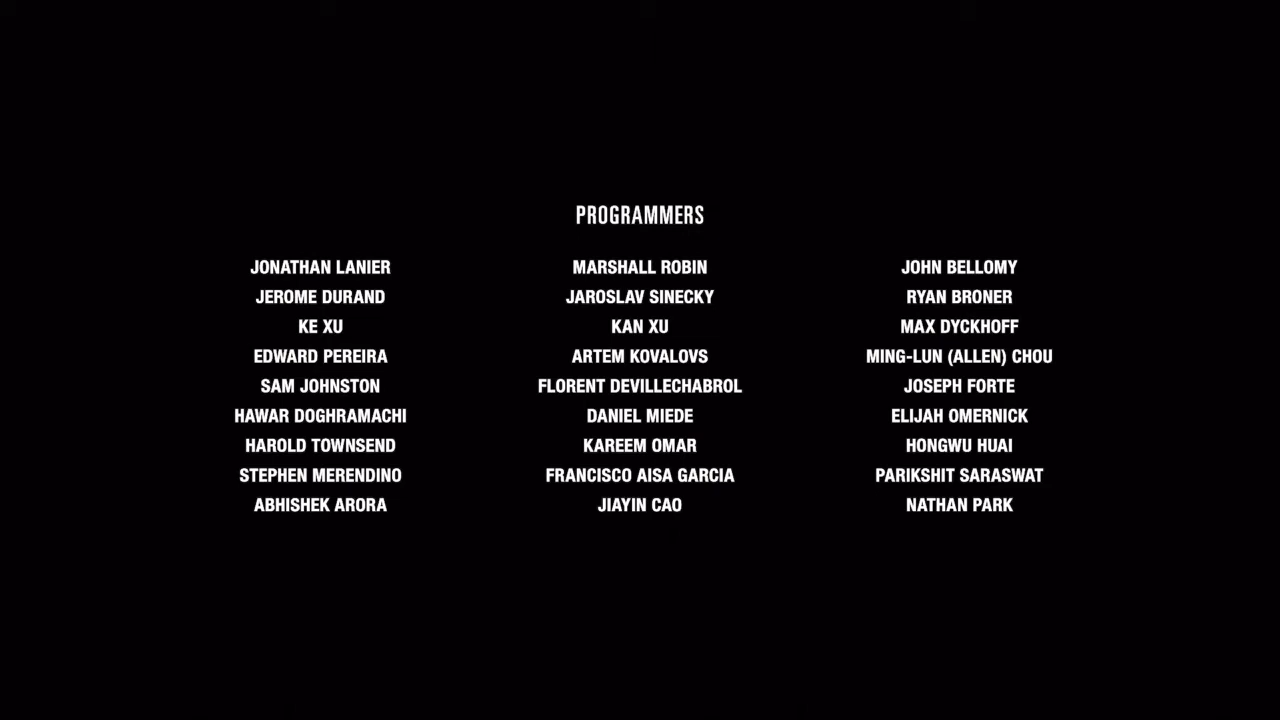 PROGRAMMERS
JONATHAN LANIER MARSHALL ROBIN JOHN BELLOMY
JEROME DURAND JAROSLAV SINECKY RYAN BRONER
KE XU KAN XU MAX DYCKHOFF
EDWARD PEREIRA ARTEM KOVALOVS MING-LUN (ALLEN) CHOU
SAM JOHNSTON FLORENT DEVILLECHABROL JOSEPH FORTE
HAWAR DOGHRAMACHI DANIEL MIEDE ELIJAH OMERNICK
HAROLD TOWNSEND KAREEM OMAR HONGWU HUAI
STEPHEN MERENDINO FRANCISCO AISA GARCIA PARIKSHIT SARASWAT
ABHISHEK ARORA JIAYIN CAO NATHAN PARK